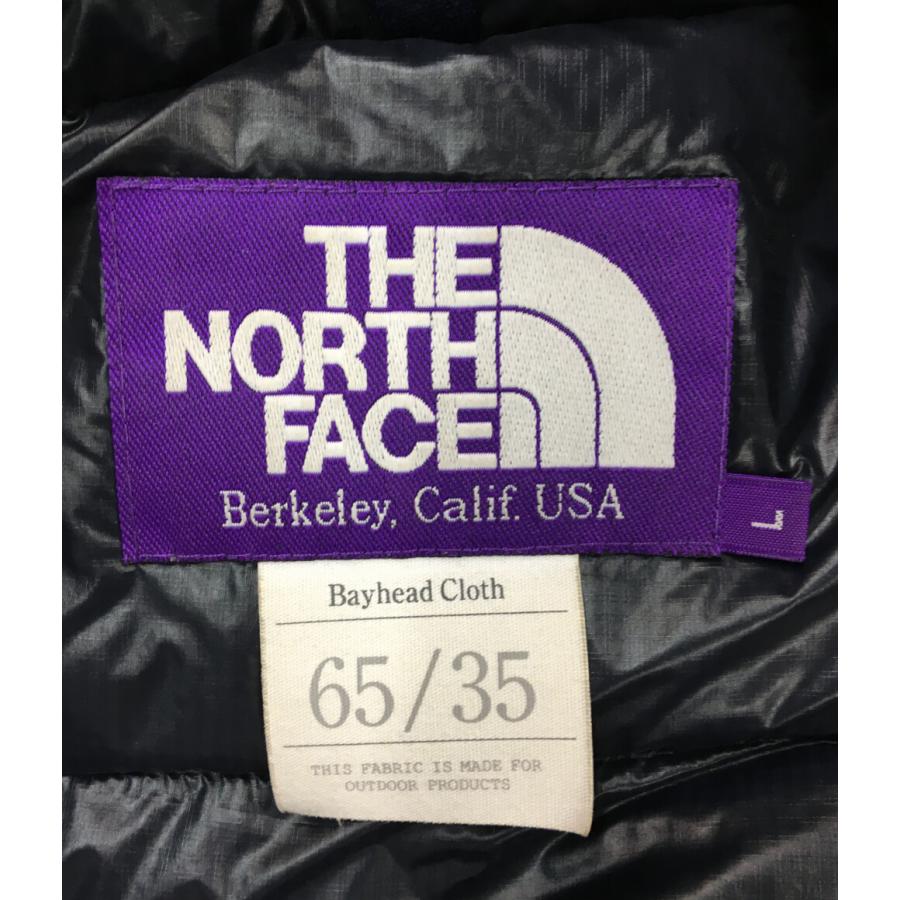 THE
NORTH
FACE
Berkeley, Calif. USA
L
Bayhead Cloth
65/35
THIS FABRIC IS MADE FOR
OUTDOOR PRODUCTS